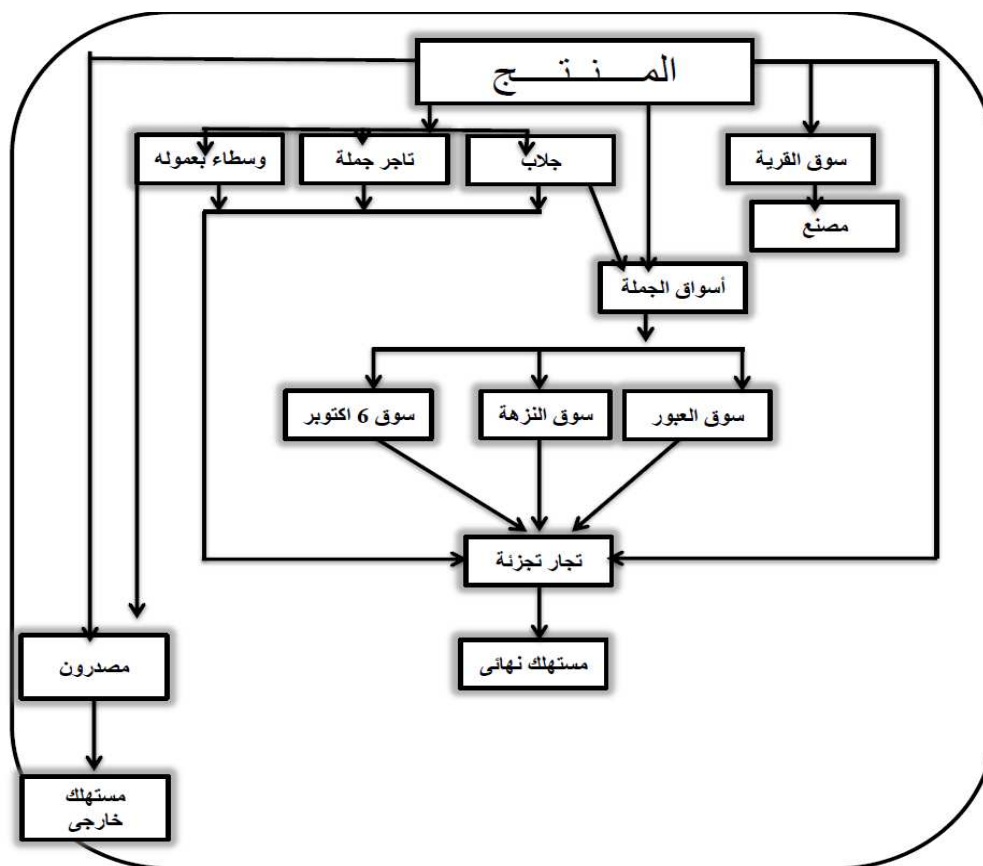 المـــنـتـــج
سوق القرية
جلاب
تاجر جملة
وسطاء بعموله
مصنع
أسواق الجملة
سوق العبور
سوق النزهة
سوق 6 اكتوبر
تجار تجزئة
مستهلك نهائى
مصدرون
مستهلك
خارجى